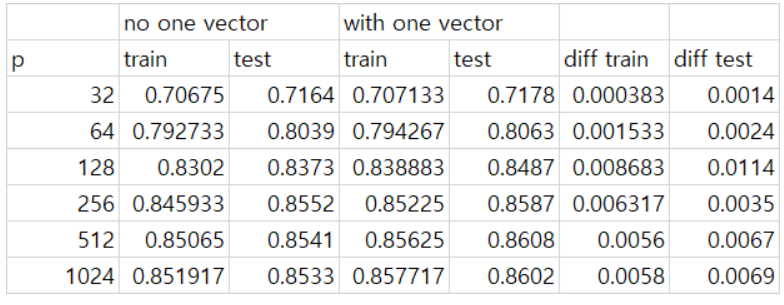 no one vector with one vector
p train test train test diff train diff test
32 0.70675 0.7164 0.707133 0.7178 0.000383 0.0014
64 0.792733 0.8039 0.794267 0.8063 0.001533 0.0024
128 0.8302 0.8373 0.838883 0.8487 0.008683 0.0114
256 0.845933 0.8552 0.85225 0.8587 0.006317 0.0035
512 0.85065 0.8541 0.85625 0.8608 0.0056 0.0067
1024 0.851917 0.8533 0.857717 0.8602 0.0058 0.0069